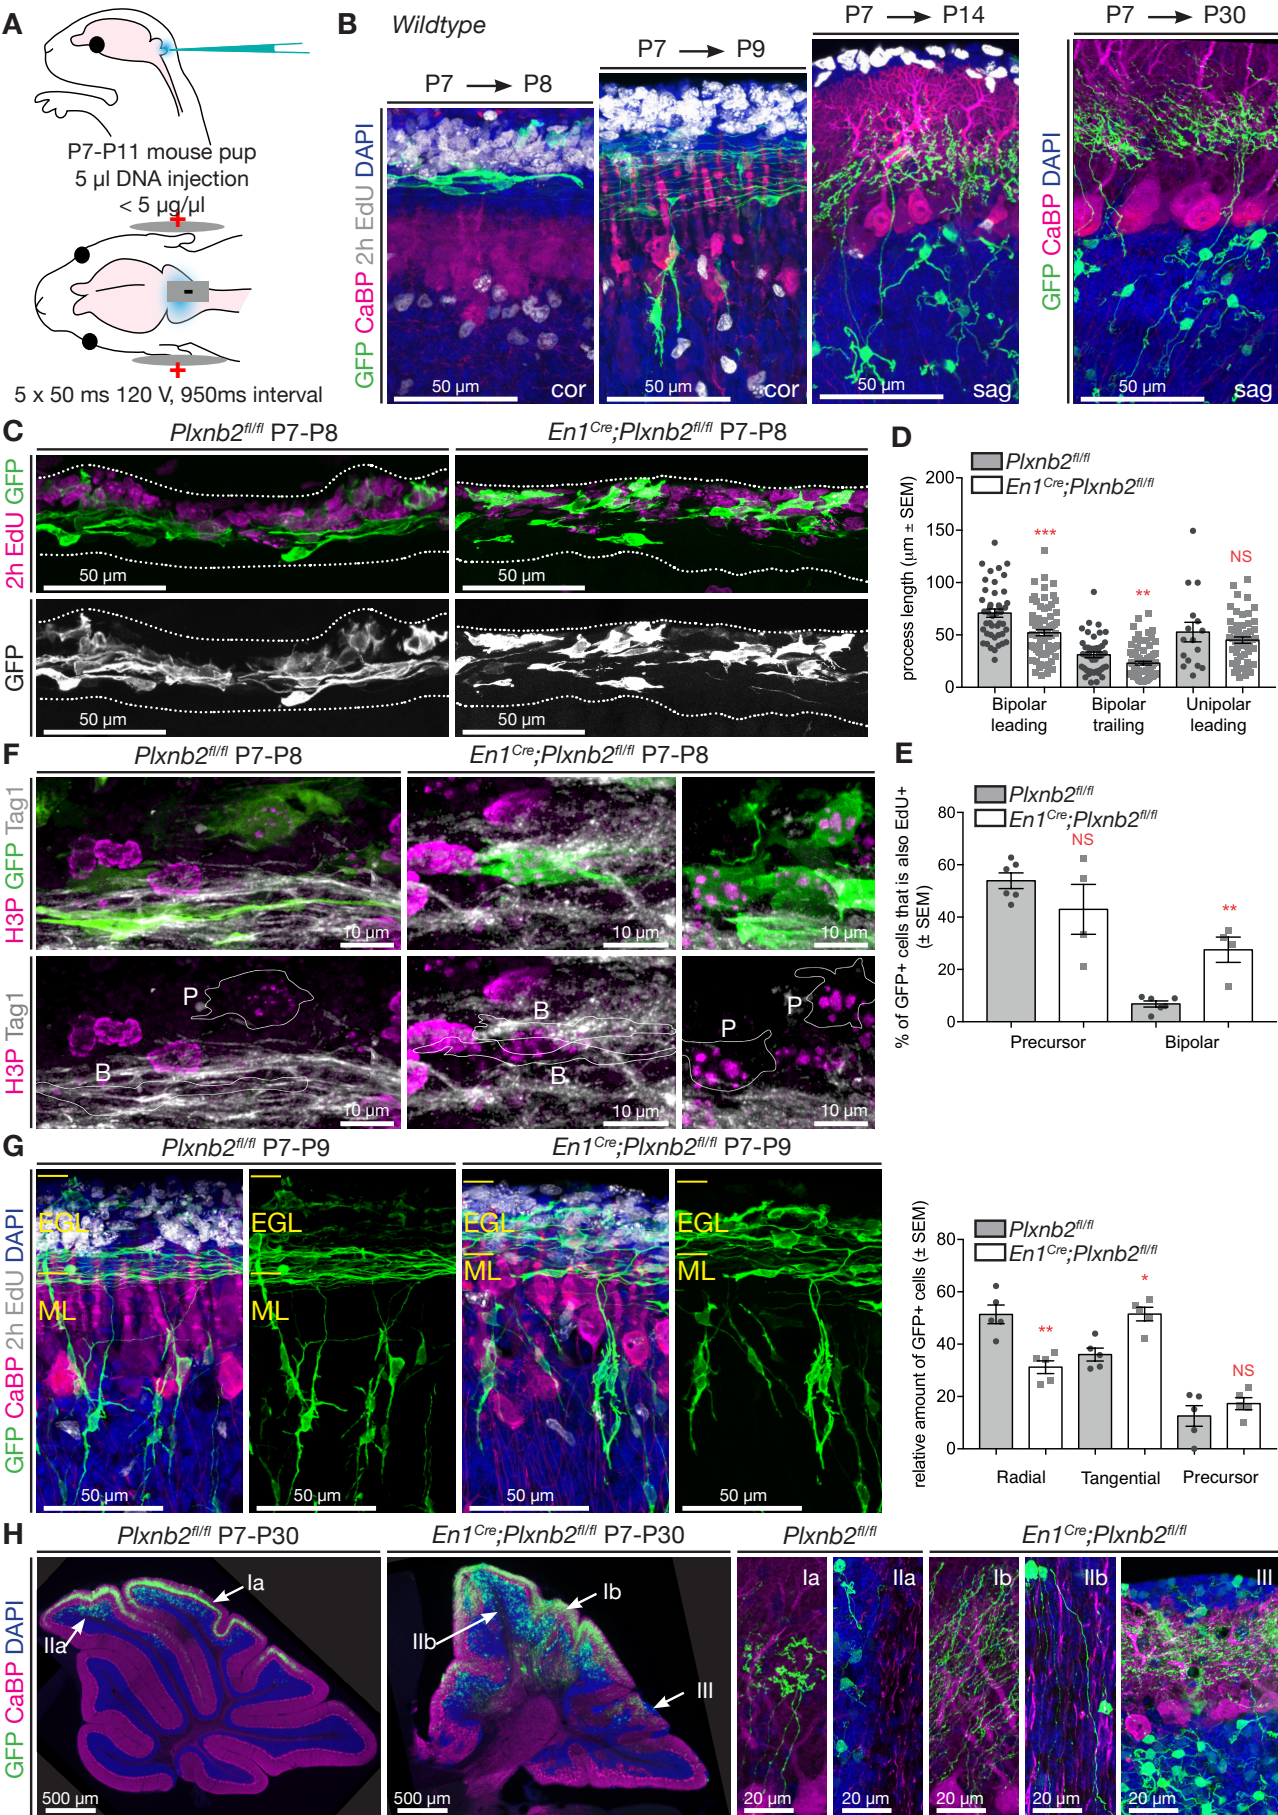 A
P7-P11 mouse pup
5 µl DNA injection
< 5 µg/µl
+
-
+
5 x 50 ms 120 V, 950ms interval
B
Wildtype
P7 → P8
P7 → P9
P7 → P14
P7 → P30
GFP CaBP 2h EdU DAPI
50 µm
cor
50 µm
cor
50 µm
sag
GFP CaBP DAPI
50 µm
sag
C
Plxnb2fl/fl P7-P8
En1Cre;Plxnb2fl/fl P7-P8
2h EdU GFP
50 µm
50 µm
GFP
50 µm
50 µm
D
Plxnb2fl/fl
En1Cre;Plxnb2fl/fl
process length (µm ± SEM)
200
150
100
50
0
***
**
NS
Bipolar leading
Bipolar trailing
Unipolar leading
F
Plxnb2fl/fl P7-P8
En1Cre;Plxnb2fl/fl P7-P8
H3P GFP Tag1
10 µm
10 µm
10 µm
H3P Tag1
P
B
10 µm
B
B
10 µm
P
P
10 µm
E
Plxnb2fl/fl
En1Cre;Plxnb2fl/fl
% of GFP+ cells that is also EdU+
(± SEM)
80
60
40
20
0
NS
**
Precursor
Bipolar
G
Plxnb2fl/fl P7-P9
En1Cre;Plxnb2fl/fl P7-P9
GFP CaBP 2h EdU DAPI
EGL
ML
50 µm
EGL
ML
50 µm
EGL
ML
50 µm
EGL
ML
50 µm
Plxnb2fl/fl
En1Cre;Plxnb2fl/fl
relative amount of GFP+ cells (± SEM)
80
60
40
20
0
**
*
NS
Radial
Tangential
Precursor
H
Plxnb2fl/fl P7-P30
En1Cre;Plxnb2fl/fl P7-P30
Plxnb2fl/fl
En1Cre;Plxnb2fl/fl
GFP CaBP DAPI
Ia
IIa
500 µm
Ib
IIb
III
500 µm
Ia
20 µm
IIa
20 µm
Ib
20 µm
IIb
20 µm
III
20 µm